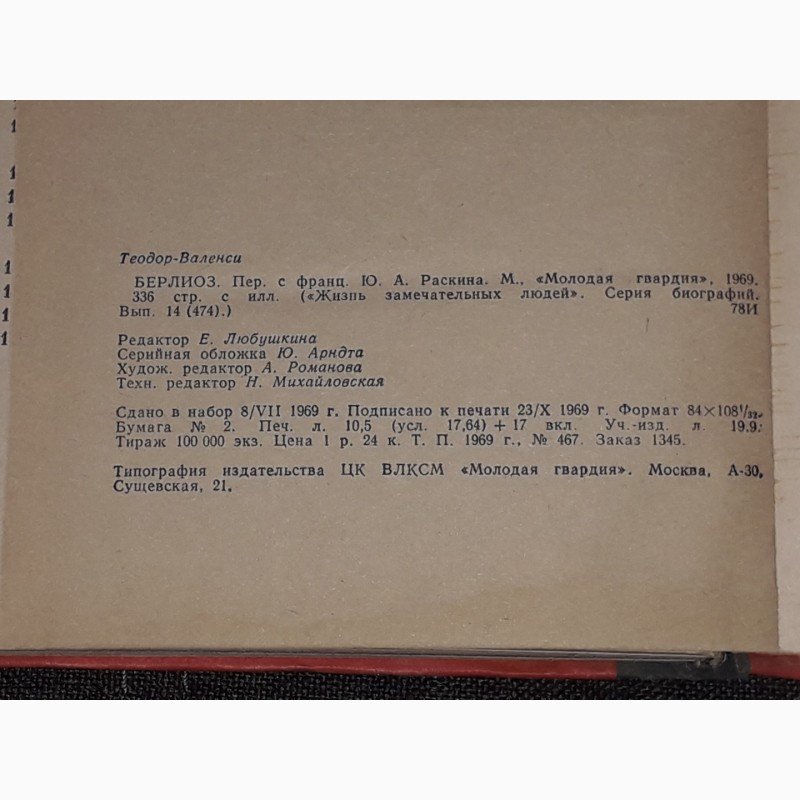 Теодор-Валенси
БЕРЛИОЗ. Пер. с франц. Ю. А. Раскина. М., «Молодая гвардия», 1969.
336 стр. с илл. («Жизнь замечательных людей». Серия биографий.
Вып. 14 (474).) 78И
Редактор Е. Любушкина
Серийная обложка Ю. Арндта
Худож. редактор А. Романова
Техн. редактор Н. Михайловская
Сдано в набор 8/VII 1969 г. Подписано к печати 23/X 1969 г. Формат 84×108¹/₃₂.
Бумага № 2. Печ. л. 10,5 (усл. 17,64) + 17 вкл. Уч.-изд. л. 19.9.
Тираж 100 000 экз. Цена 1 р. 24 к. Т. П. 1969 г., № 467. Заказ 1345.
Типография издательства ЦК ВЛКСМ «Молодая гвардия». Москва, А-30,
Сущевская, 21.